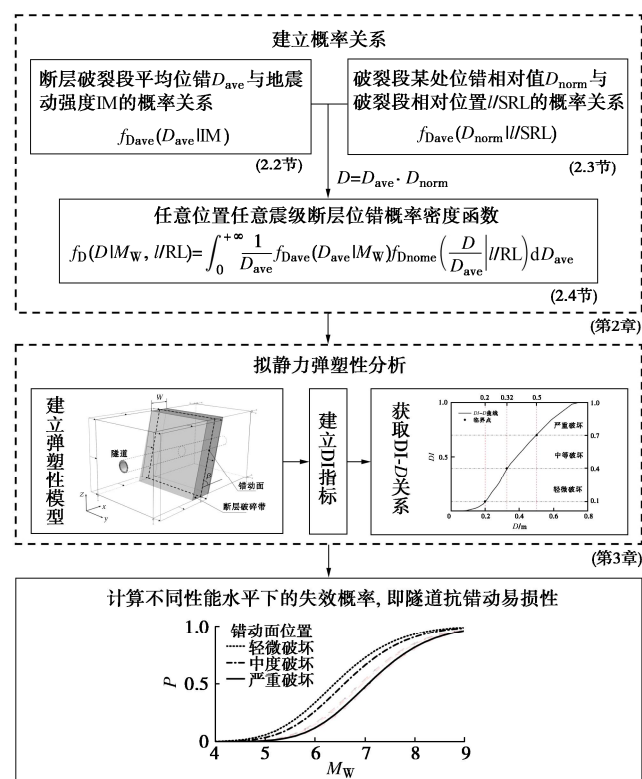 建立概率关系
断层破裂段平均位错Dave与地震
动强度IM的概率关系
fDave(Dave|IM)
(2.2节)
破裂段某处位错相对值Dnorm与
破裂段相对位置l/SRL的概率关系
fDave(Dnorm|l/SRL)
(2.3节)
D=Dave·Dnorm
任意位置任意震级断层位错概率密度函数
fD(D|MW, l/RL)=∫0+∞ 1/Dave fDave(Dave|MW)fDnome(D/Dave|l/RL)dDave
(2.4节)
(第2章)
拟静力弹塑性分析
建立弹塑性模型
W
隧道
错动面
断层破碎带
z
x
y
建立DI指标
获取DI-D关系
0.2 0.32 0.5
1.0
0.5
DI
DI-D曲线
临界点
严重破坏
中等破坏
轻微破坏
1.0
0.7
0.4
0.1
0.2 0.4 0.6 0.8
D/m
(第3章)
计算不同性能水平下的失效概率, 即隧道抗错动易损性
1.0
0.5
0
P
错动面位置
轻微破坏
中度破坏
严重破坏
4 5 6 7 8 9
MW